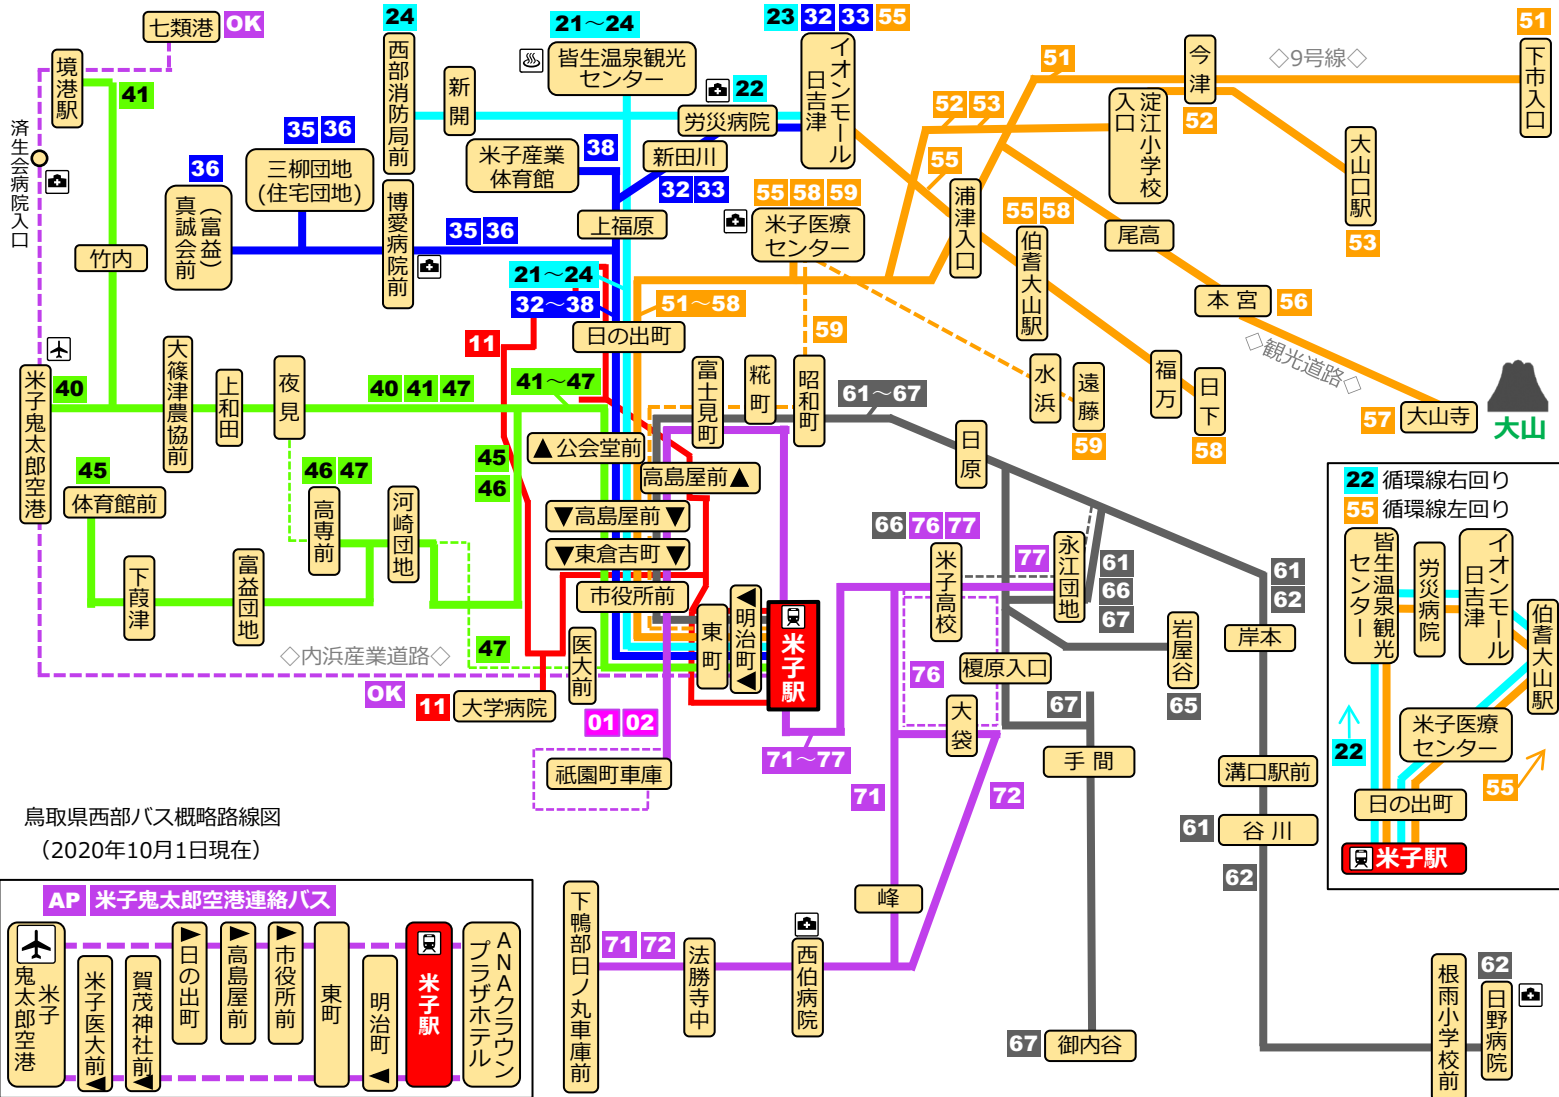 七類港
OK
境港駅
41
済生会病院入口
24
西部消防局前
新開
21～24
皆生温泉観光
センター
22
労災病院
23
32
33
55
イオンモール
日吉津
51
52
53
今津
52
◇9号線◇
51
下市入口
淀江小学校
入口
大山口駅
53
35
36
三柳団地
(住宅団地)
36
(富益)
真誠会前
博愛病院前
35
36
米子産業
体育館
38
新田川
32
33
上福原
55
58
59
米子医療
センター
55
浦津入口
55
58
伯耆大山駅
尾高
本宮
56
◇観光道路◇
大山
57
大山寺
竹内
21～24
32～38
51～58
日の出町
11
59
水浜
遠藤
59
福万
日下
58
米子鬼太郎空港
40
大篠津農協前
上和田
夜見
40
41
47
41～47
富士見町
糀町
昭和町
61～67
日原
▲公会堂前
高島屋前▲
▼高島屋前▼
▼東倉吉町▼
市役所前
45
体育館前
46
47
高専前
河崎団地
45
46
下葭津
富益団地
47
◇内浜産業道路◇
OK
11
大学病院
医大前
01
02
東町
◀明治町◀
米子駅
祇園町車庫
71～77
66
76
77
米子高校
77
永江団地
61
66
67
61
62
岸本
岩屋谷
65
榎原入口
76
大袋
67
手間
溝口駅前
61
谷川
62
71
72
峰
西伯病院
法勝寺中
71
72
下鴨部日ノ丸車庫前
67
御内谷
根雨小学校前
62
日野病院
22
循環線右回り
55
循環線左回り
皆生温泉観光
センター
労災病院
イオンモール
日吉津
伯耆大山駅
米子医療
センター
22
55
日の出町
米子駅
鳥取県西部バス概略路線図
（2020年10月1日現在）
AP
米子鬼太郎空港連絡バス
米子
鬼太郎空港
米子医大前◀
賀茂神社前◀
▶日の出町
▶高島屋前
▶市役所前
東町
明治町◀
米子駅
ANAクラウン
プラザホテル